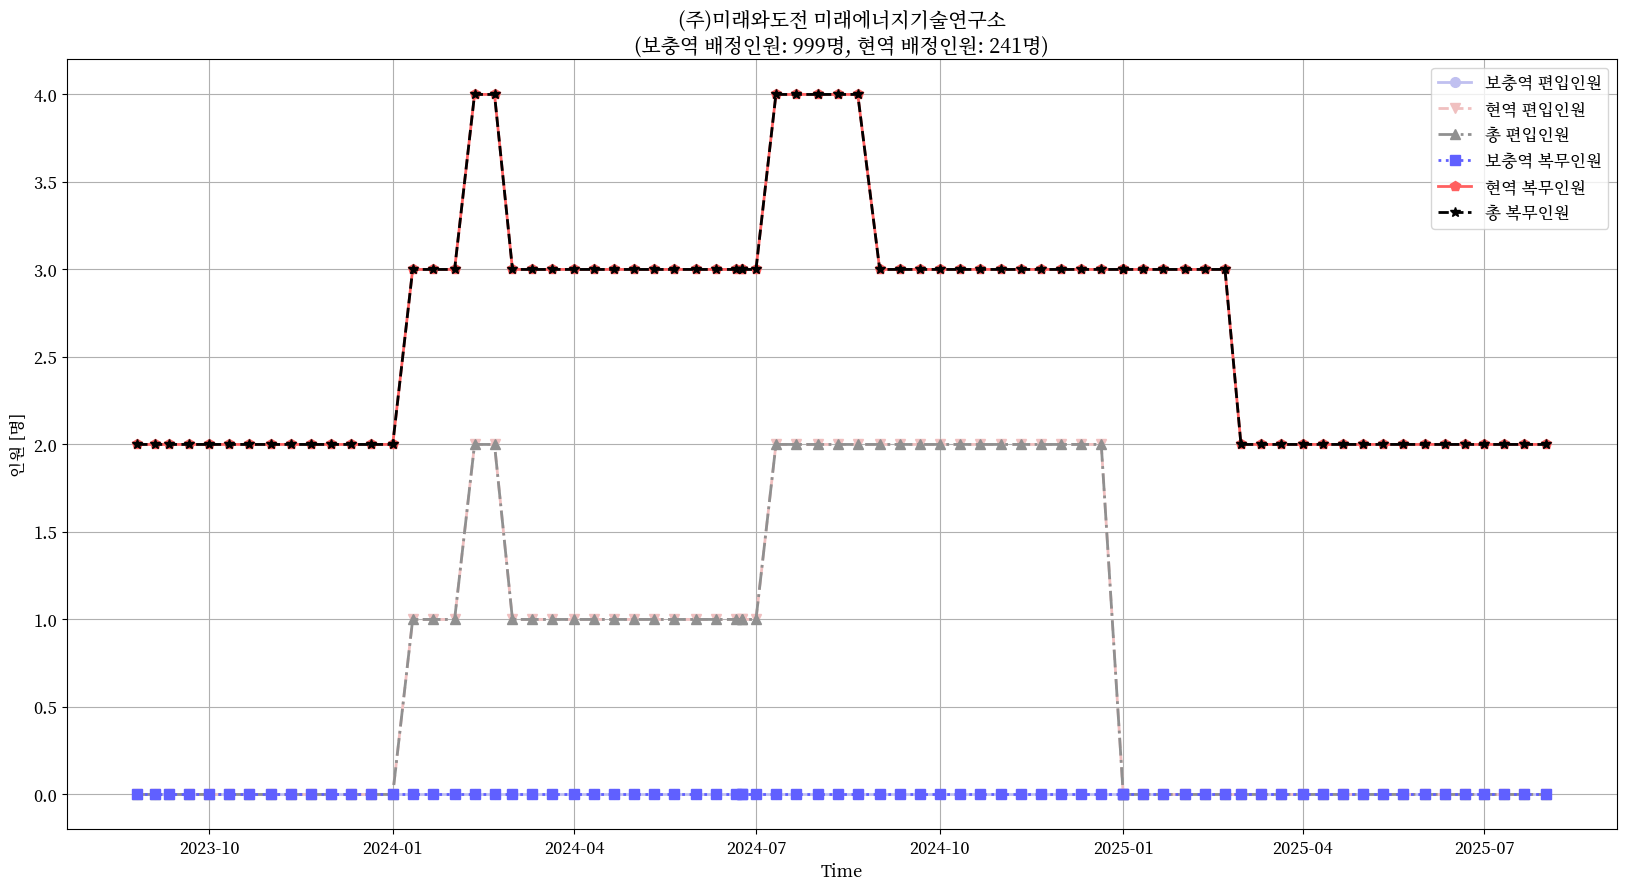 (주)미래와도전 미래에너지기술연구소
(보충역 배정인원: 999명, 현역 배정인원: 241명)
보충역 편입인원
현역 편입인원
총 편입인원
보충역 복무인원
현역 복무인원
총 복무인원
4.0
3.5
3.0
2.5
2.0
1.5
1.0
0.5
0.0
인원 [명]
2023-10
2024-01
2024-04
2024-07
2024-10
2025-01
2025-04
2025-07
Time